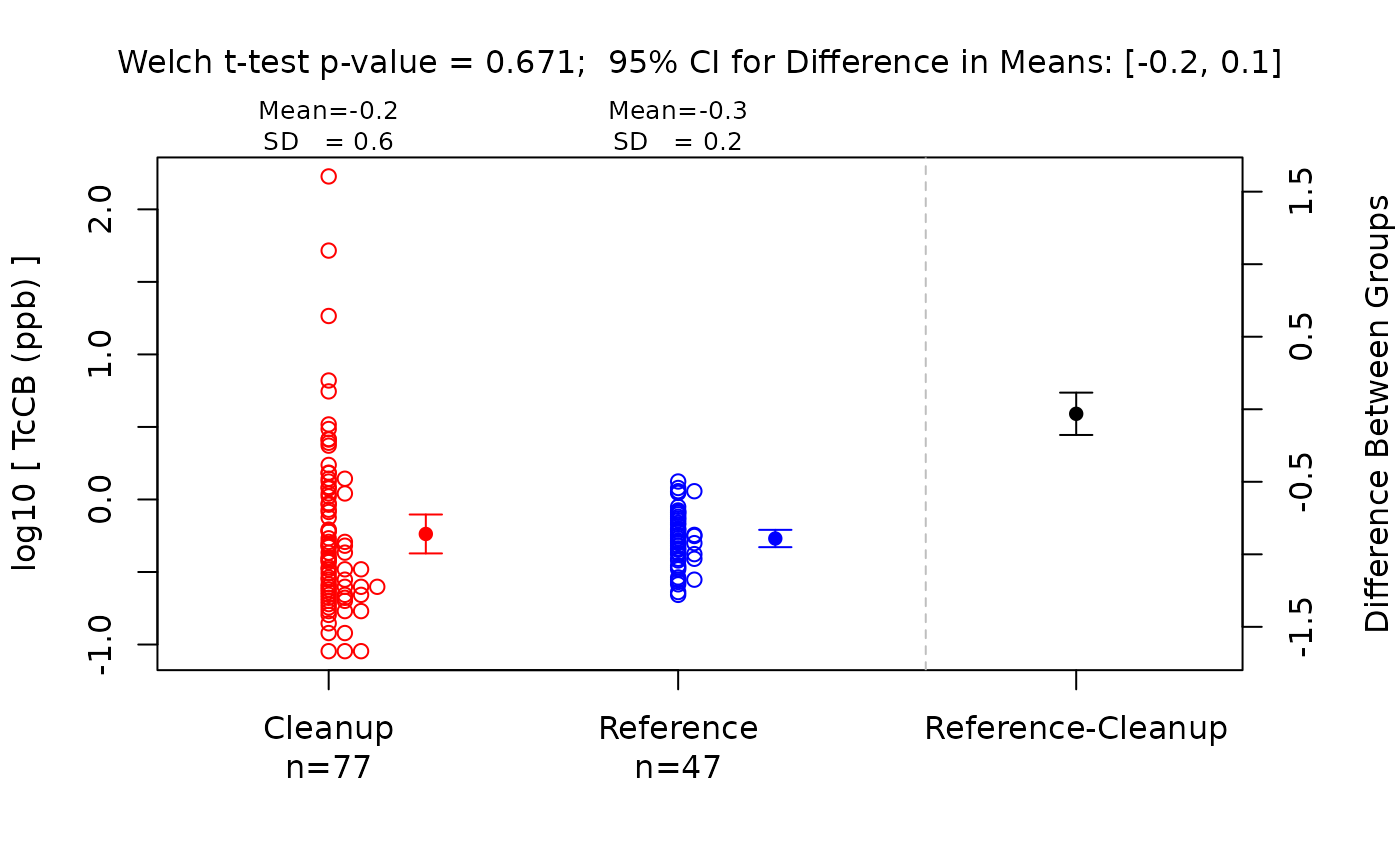 Welch t-test p-value = 0.671;  95% CI for Difference in Means: [-0.2, 0.1]
Mean=-0.2
SD   = 0.6
Mean=-0.3
SD   = 0.2
log10 [ TcCB (ppb) ]
2.0
1.0
0.0
-1.0
1.5
0.5
-0.5
-1.5
Difference Between Groups
Cleanup
n=77
Reference
n=47
Reference-Cleanup